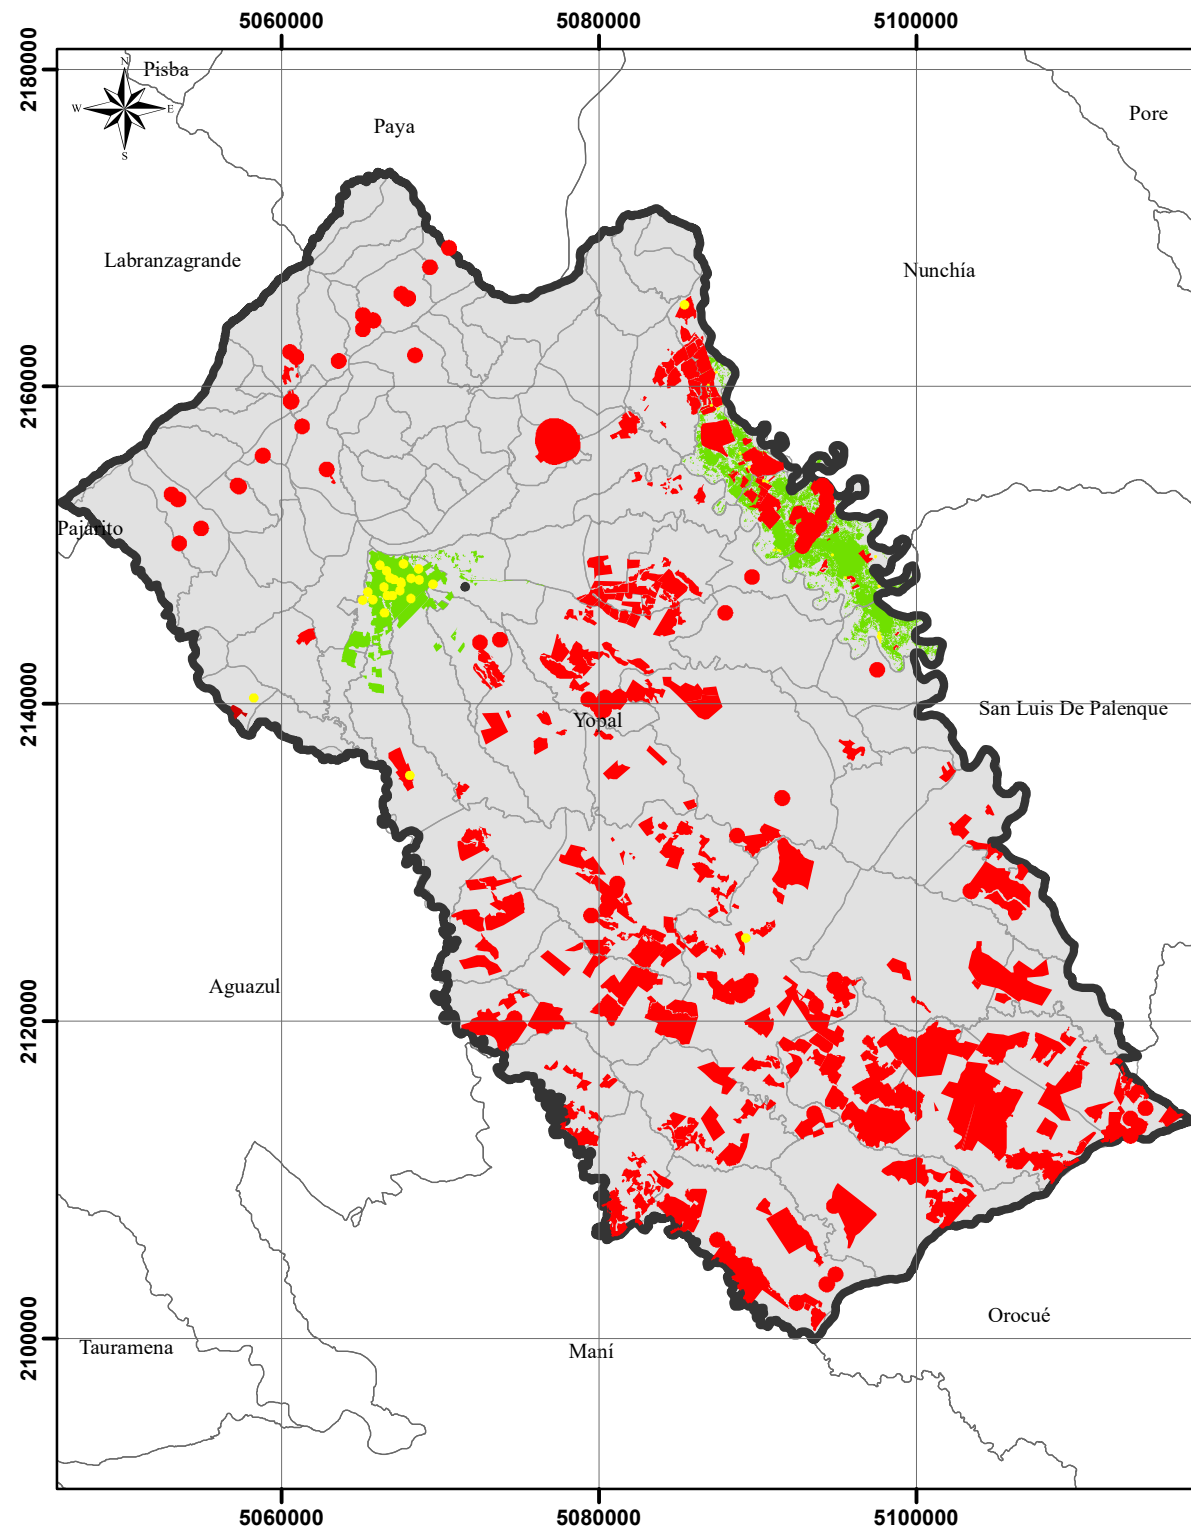 5060000 5080000 5100000
2180000
Pisba
N
W E
S
Paya
Pore
Labranzagrande
Nunchía
2160000
Pajarito
2140000
San Luis De Palenque
Yopal
Aguazul
2120000
Orocué
2100000
Tauramena
Maní
5060000 5080000 5100000